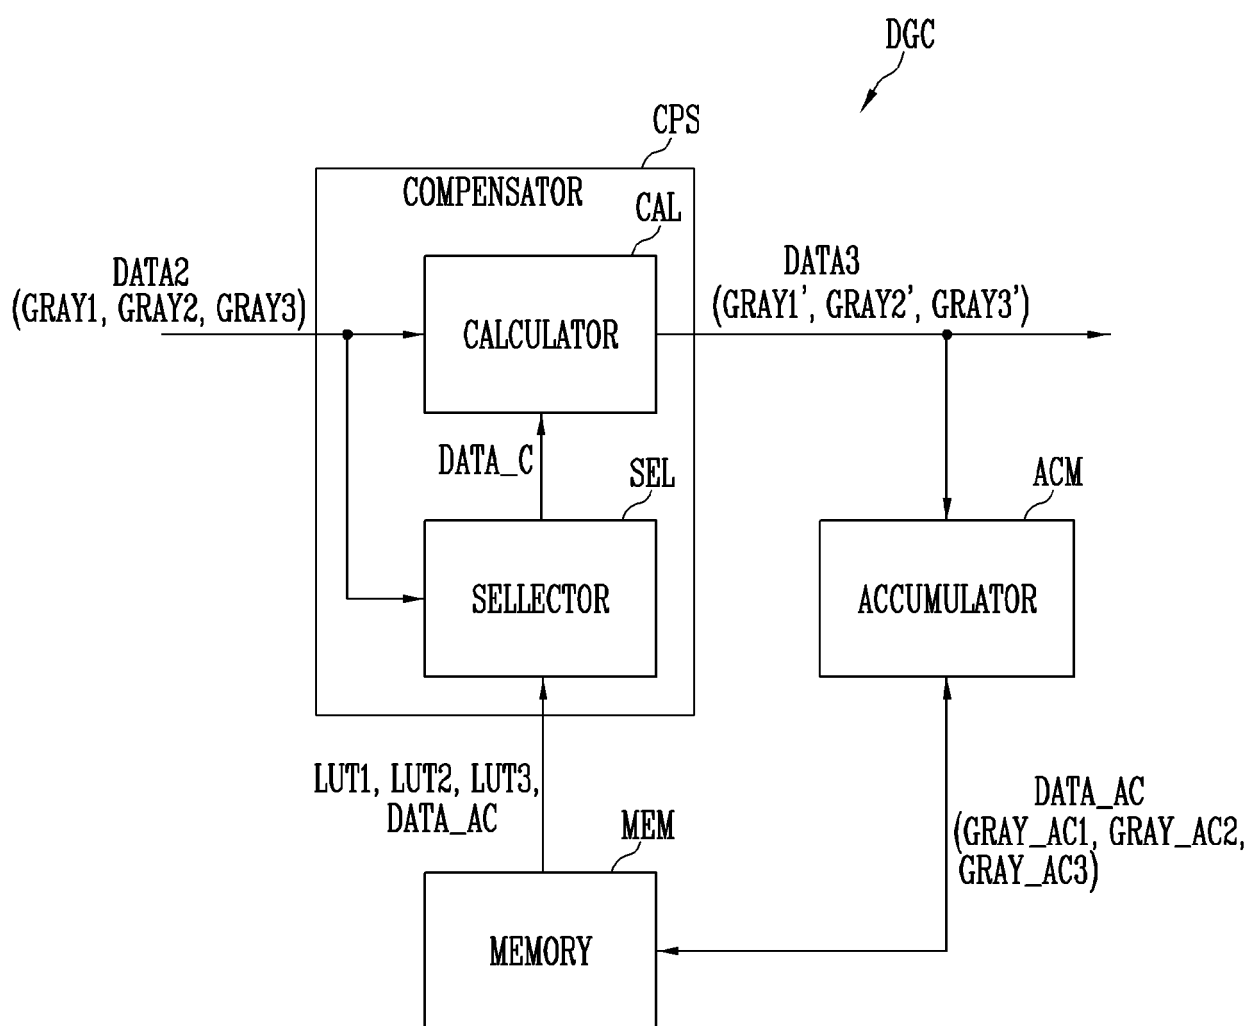 DGC
CPS
COMPENSATOR
CAL
DATA2
(GRAY1, GRAY2, GRAY3)
CALCULATOR
DATA3
(GRAY1', GRAY2', GRAY3')
DATA_C
SEL
SELLECTOR
ACM
ACCUMULATOR
LUT1, LUT2, LUT3,
DATA_AC
MEM
MEMORY
DATA_AC
(GRAY_AC1, GRAY_AC2,
GRAY_AC3)